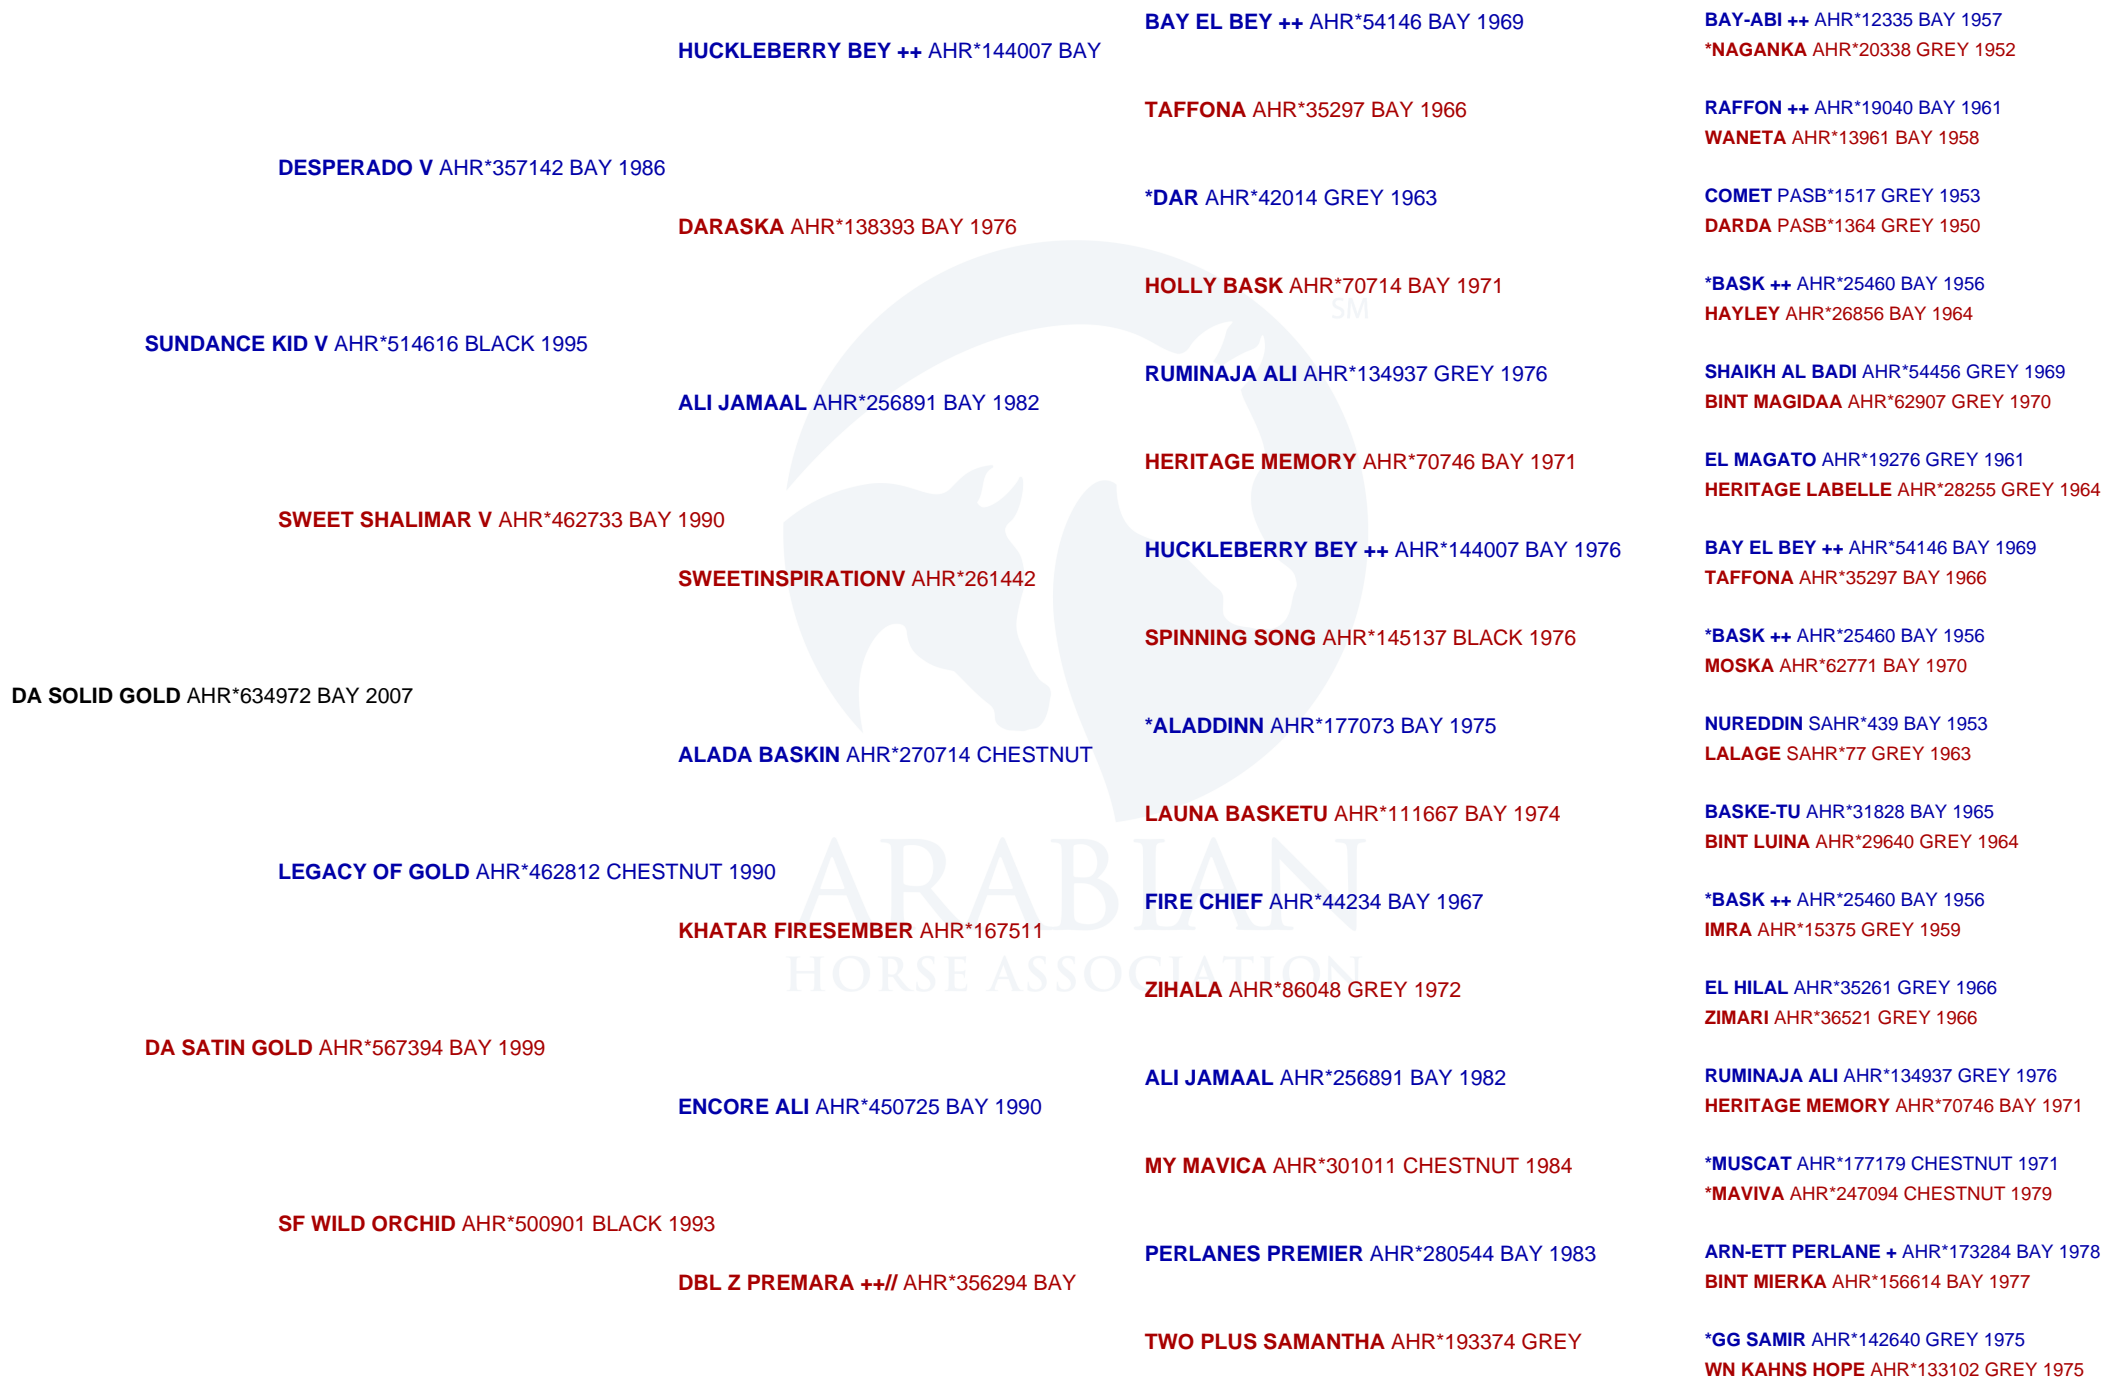 BAY EL BEY ++ AHR*54146 BAY 1969
BAY-ABI ++ AHR*12335 BAY 1957
HUCKLEBERRY BEY ++ AHR*144007 BAY
*NAGANKA AHR*20338 GREY 1952
TAFFONA AHR*35297 BAY 1966
RAFFON ++ AHR*19040 BAY 1961
WANETA AHR*13961 BAY 1958
DESPERADO V AHR*357142 BAY 1986
*DAR AHR*42014 GREY 1963
COMET PASB*1517 GREY 1953
DARASKA AHR*138393 BAY 1976
DARDA PASB*1364 GREY 1950
HOLLY BASK AHR*70714 BAY 1971
*BASK ++ AHR*25460 BAY 1956
SM
HAYLEY AHR*26856 BAY 1964
SUNDANCE KID V AHR*514616 BLACK 1995
RUMINAJA ALI AHR*134937 GREY 1976
SHAIKH AL BADI AHR*54456 GREY 1969
ALI JAMAAL AHR*256891 BAY 1982
BINT MAGIDAA AHR*62907 GREY 1970
HERITAGE MEMORY AHR*70746 BAY 1971
EL MAGATO AHR*19276 GREY 1961
HERITAGE LABELLE AHR*28255 GREY 1964
SWEET SHALIMAR V AHR*462733 BAY 1990
HUCKLEBERRY BEY ++ AHR*144007 BAY 1976
BAY EL BEY ++ AHR*54146 BAY 1969
SWEETINSPIRATIONV AHR*261442
TAFFONA AHR*35297 BAY 1966
SPINNING SONG AHR*145137 BLACK 1976
*BASK ++ AHR*25460 BAY 1956
MOSKA AHR*62771 BAY 1970
DA SOLID GOLD AHR*634972 BAY 2007
*ALADDINN AHR*177073 BAY 1975
NUREDDIN SAHR*439 BAY 1953
ALADA BASKIN AHR*270714 CHESTNUT
LALAGE SAHR*77 GREY 1963
LAUNA BASKETU AHR*111667 BAY 1974
BASKE-TU AHR*31828 BAY 1965
BINT LUINA AHR*29640 GREY 1964
LEGACY OF GOLD AHR*462812 CHESTNUT 1990
ARABIAN
FIRE CHIEF AHR*44234 BAY 1967
*BASK ++ AHR*25460 BAY 1956
KHATAR FIRESEMBER AHR*167511
IMRA AHR*15375 GREY 1959
HORSE ASSOCIATION
ZIHALA AHR*86048 GREY 1972
EL HILAL AHR*35261 GREY 1966
ZIMARI AHR*36521 GREY 1966
DA SATIN GOLD AHR*567394 BAY 1999
ALI JAMAAL AHR*256891 BAY 1982
RUMINAJA ALI AHR*134937 GREY 1976
ENCORE ALI AHR*450725 BAY 1990
HERITAGE MEMORY AHR*70746 BAY 1971
MY MAVICA AHR*301011 CHESTNUT 1984
*MUSCAT AHR*177179 CHESTNUT 1971
*MAVIVA AHR*247094 CHESTNUT 1979
SF WILD ORCHID AHR*500901 BLACK 1993
PERLANES PREMIER AHR*280544 BAY 1983
ARN-ETT PERLANE + AHR*173284 BAY 1978
DBL Z PREMARA ++// AHR*356294 BAY
BINT MIERKA AHR*156614 BAY 1977
TWO PLUS SAMANTHA AHR*193374 GREY
*GG SAMIR AHR*142640 GREY 1975
WN KAHNS HOPE AHR*133102 GREY 1975